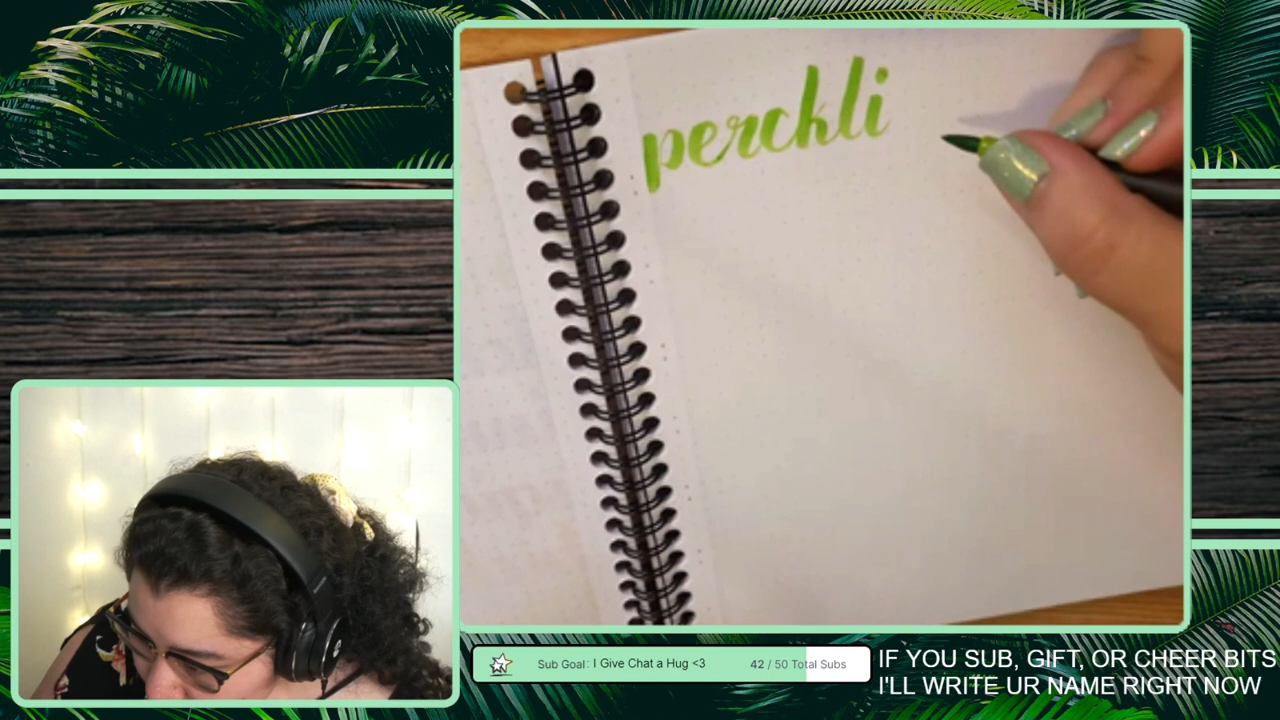 perckli
Sub Goal: I Give Chat a Hug <3 42 / 50 Total Subs
IF YOU SUB, GIFT, OR CHEER BITS
I'LL WRITE UR NAME RIGHT NOW